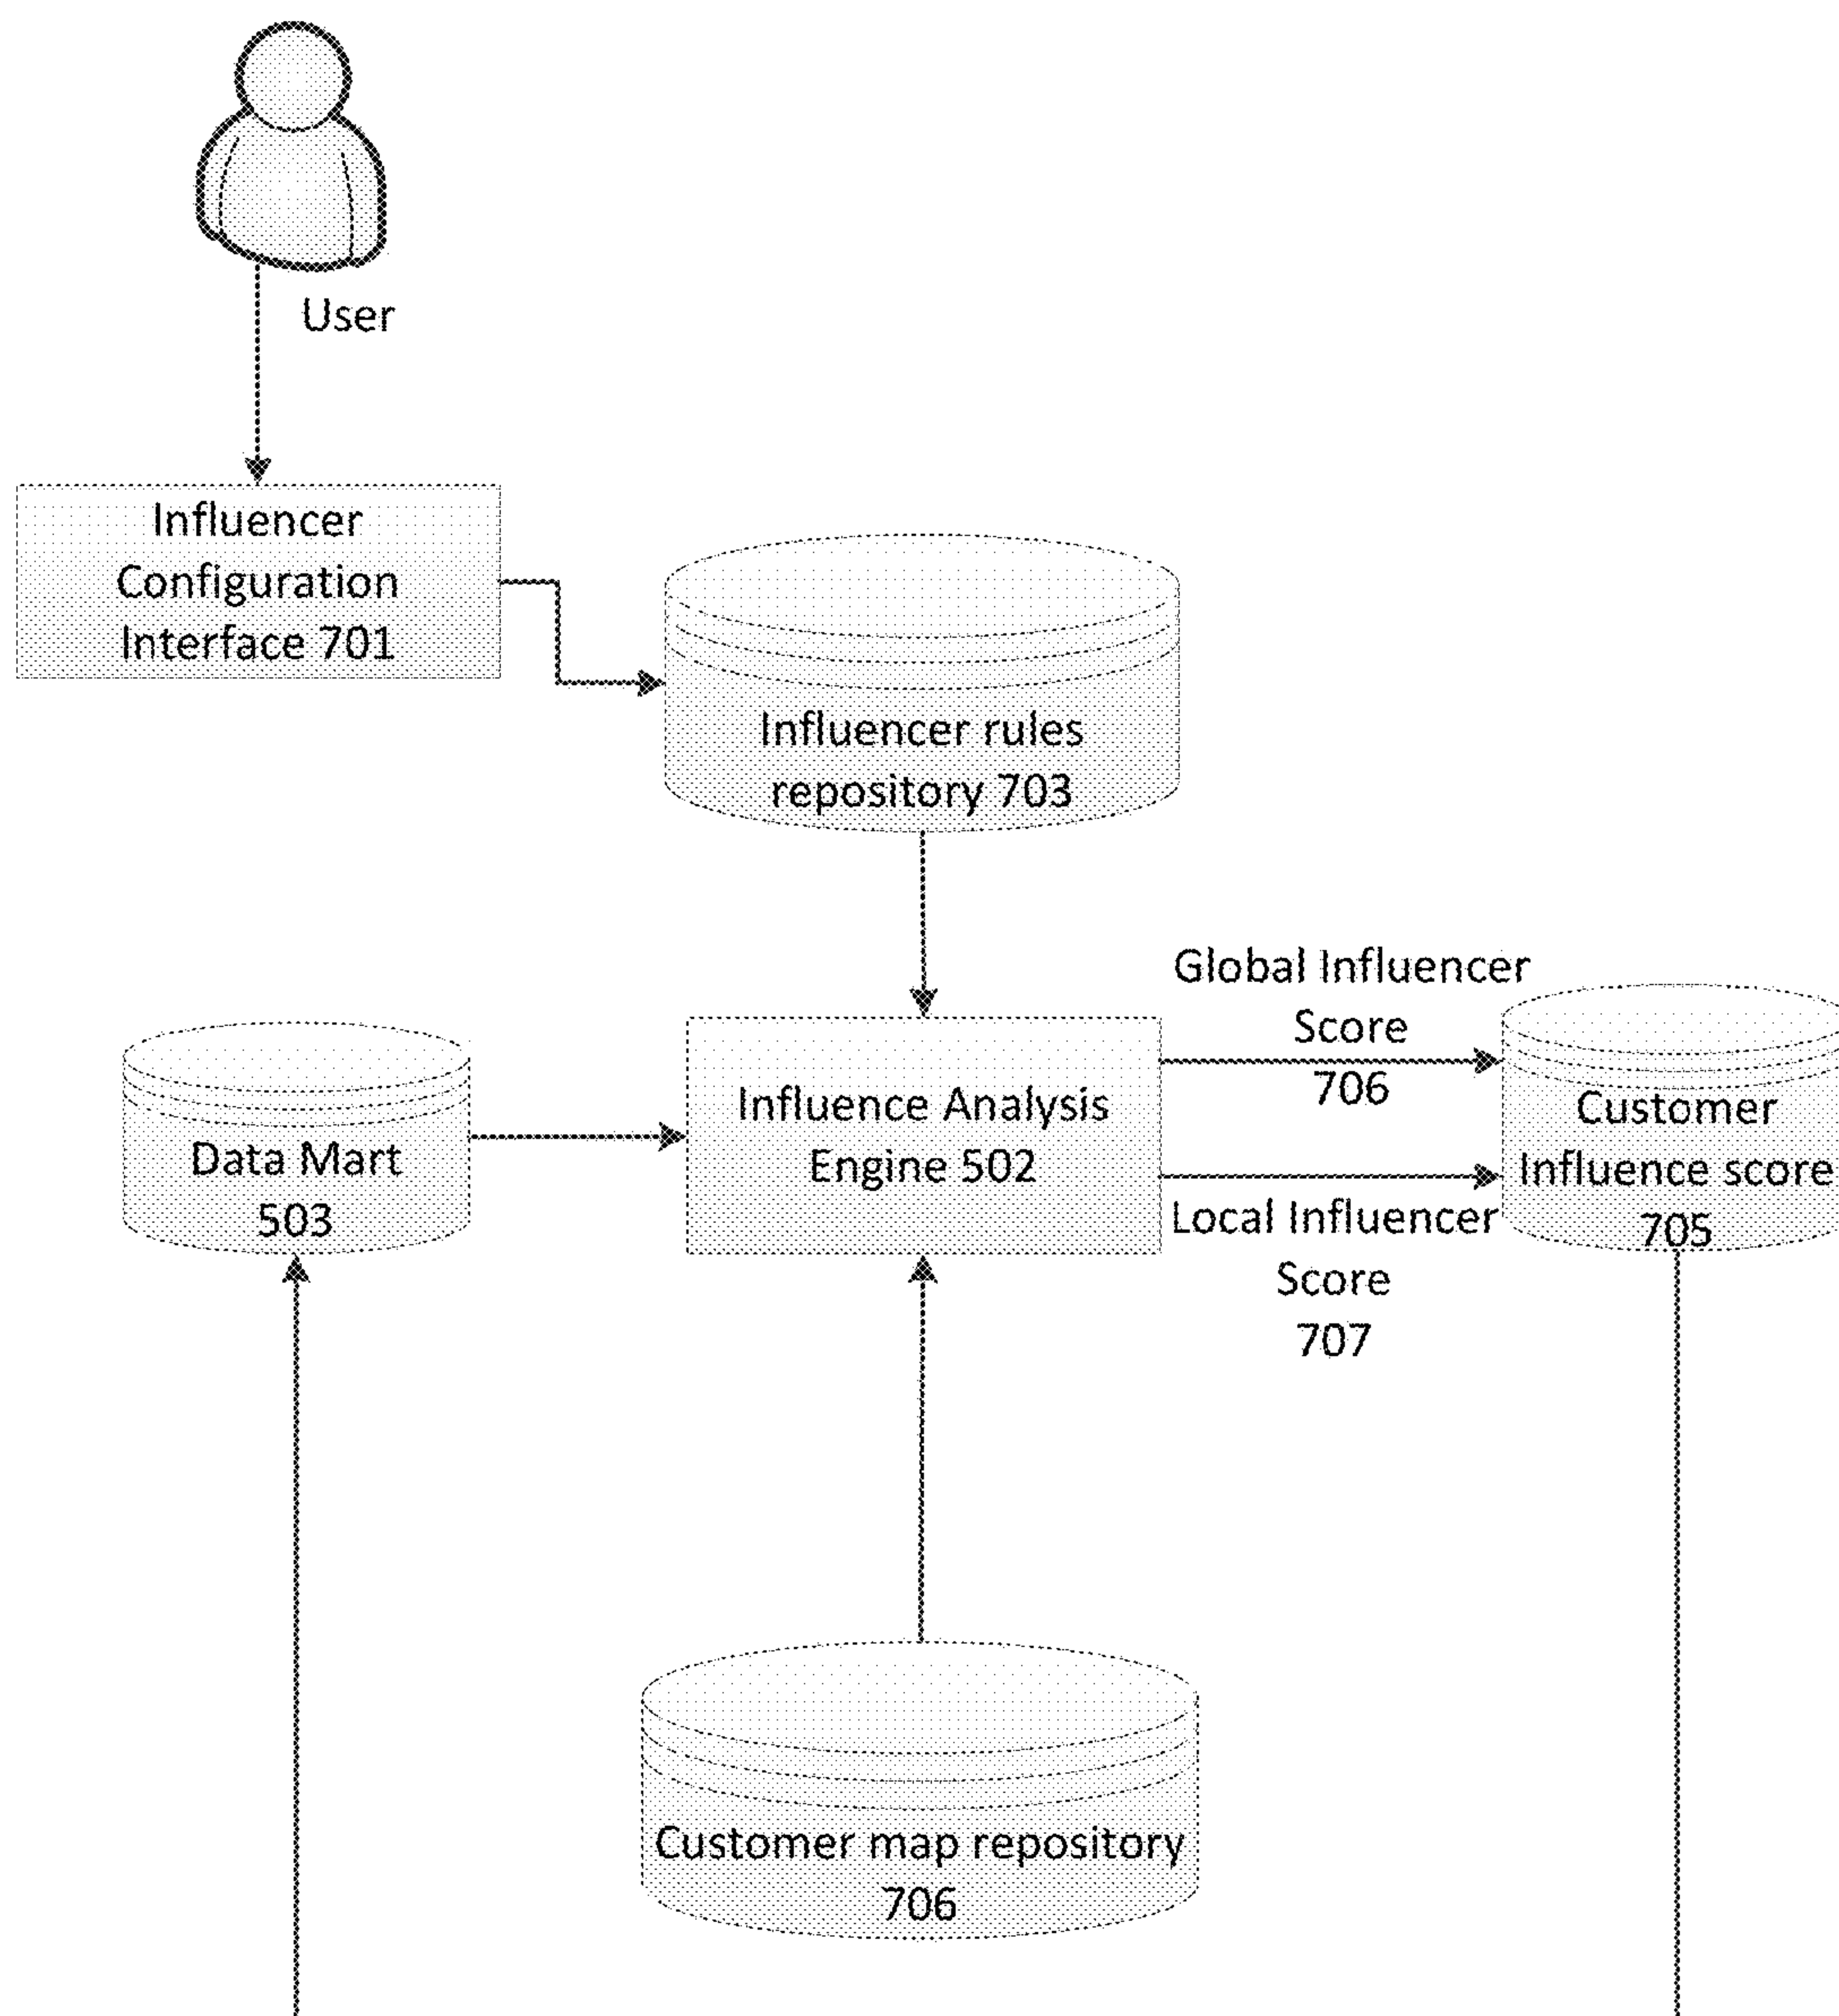 User
Influencer
Configuration
Interface 701
Influencer rules
repository 703
Global Influencer
Score
706
Data Mart
503
Influence Analysis
Engine 502
Customer
Influence score
705
Local Influencer
Score
707
Customer map repository
706